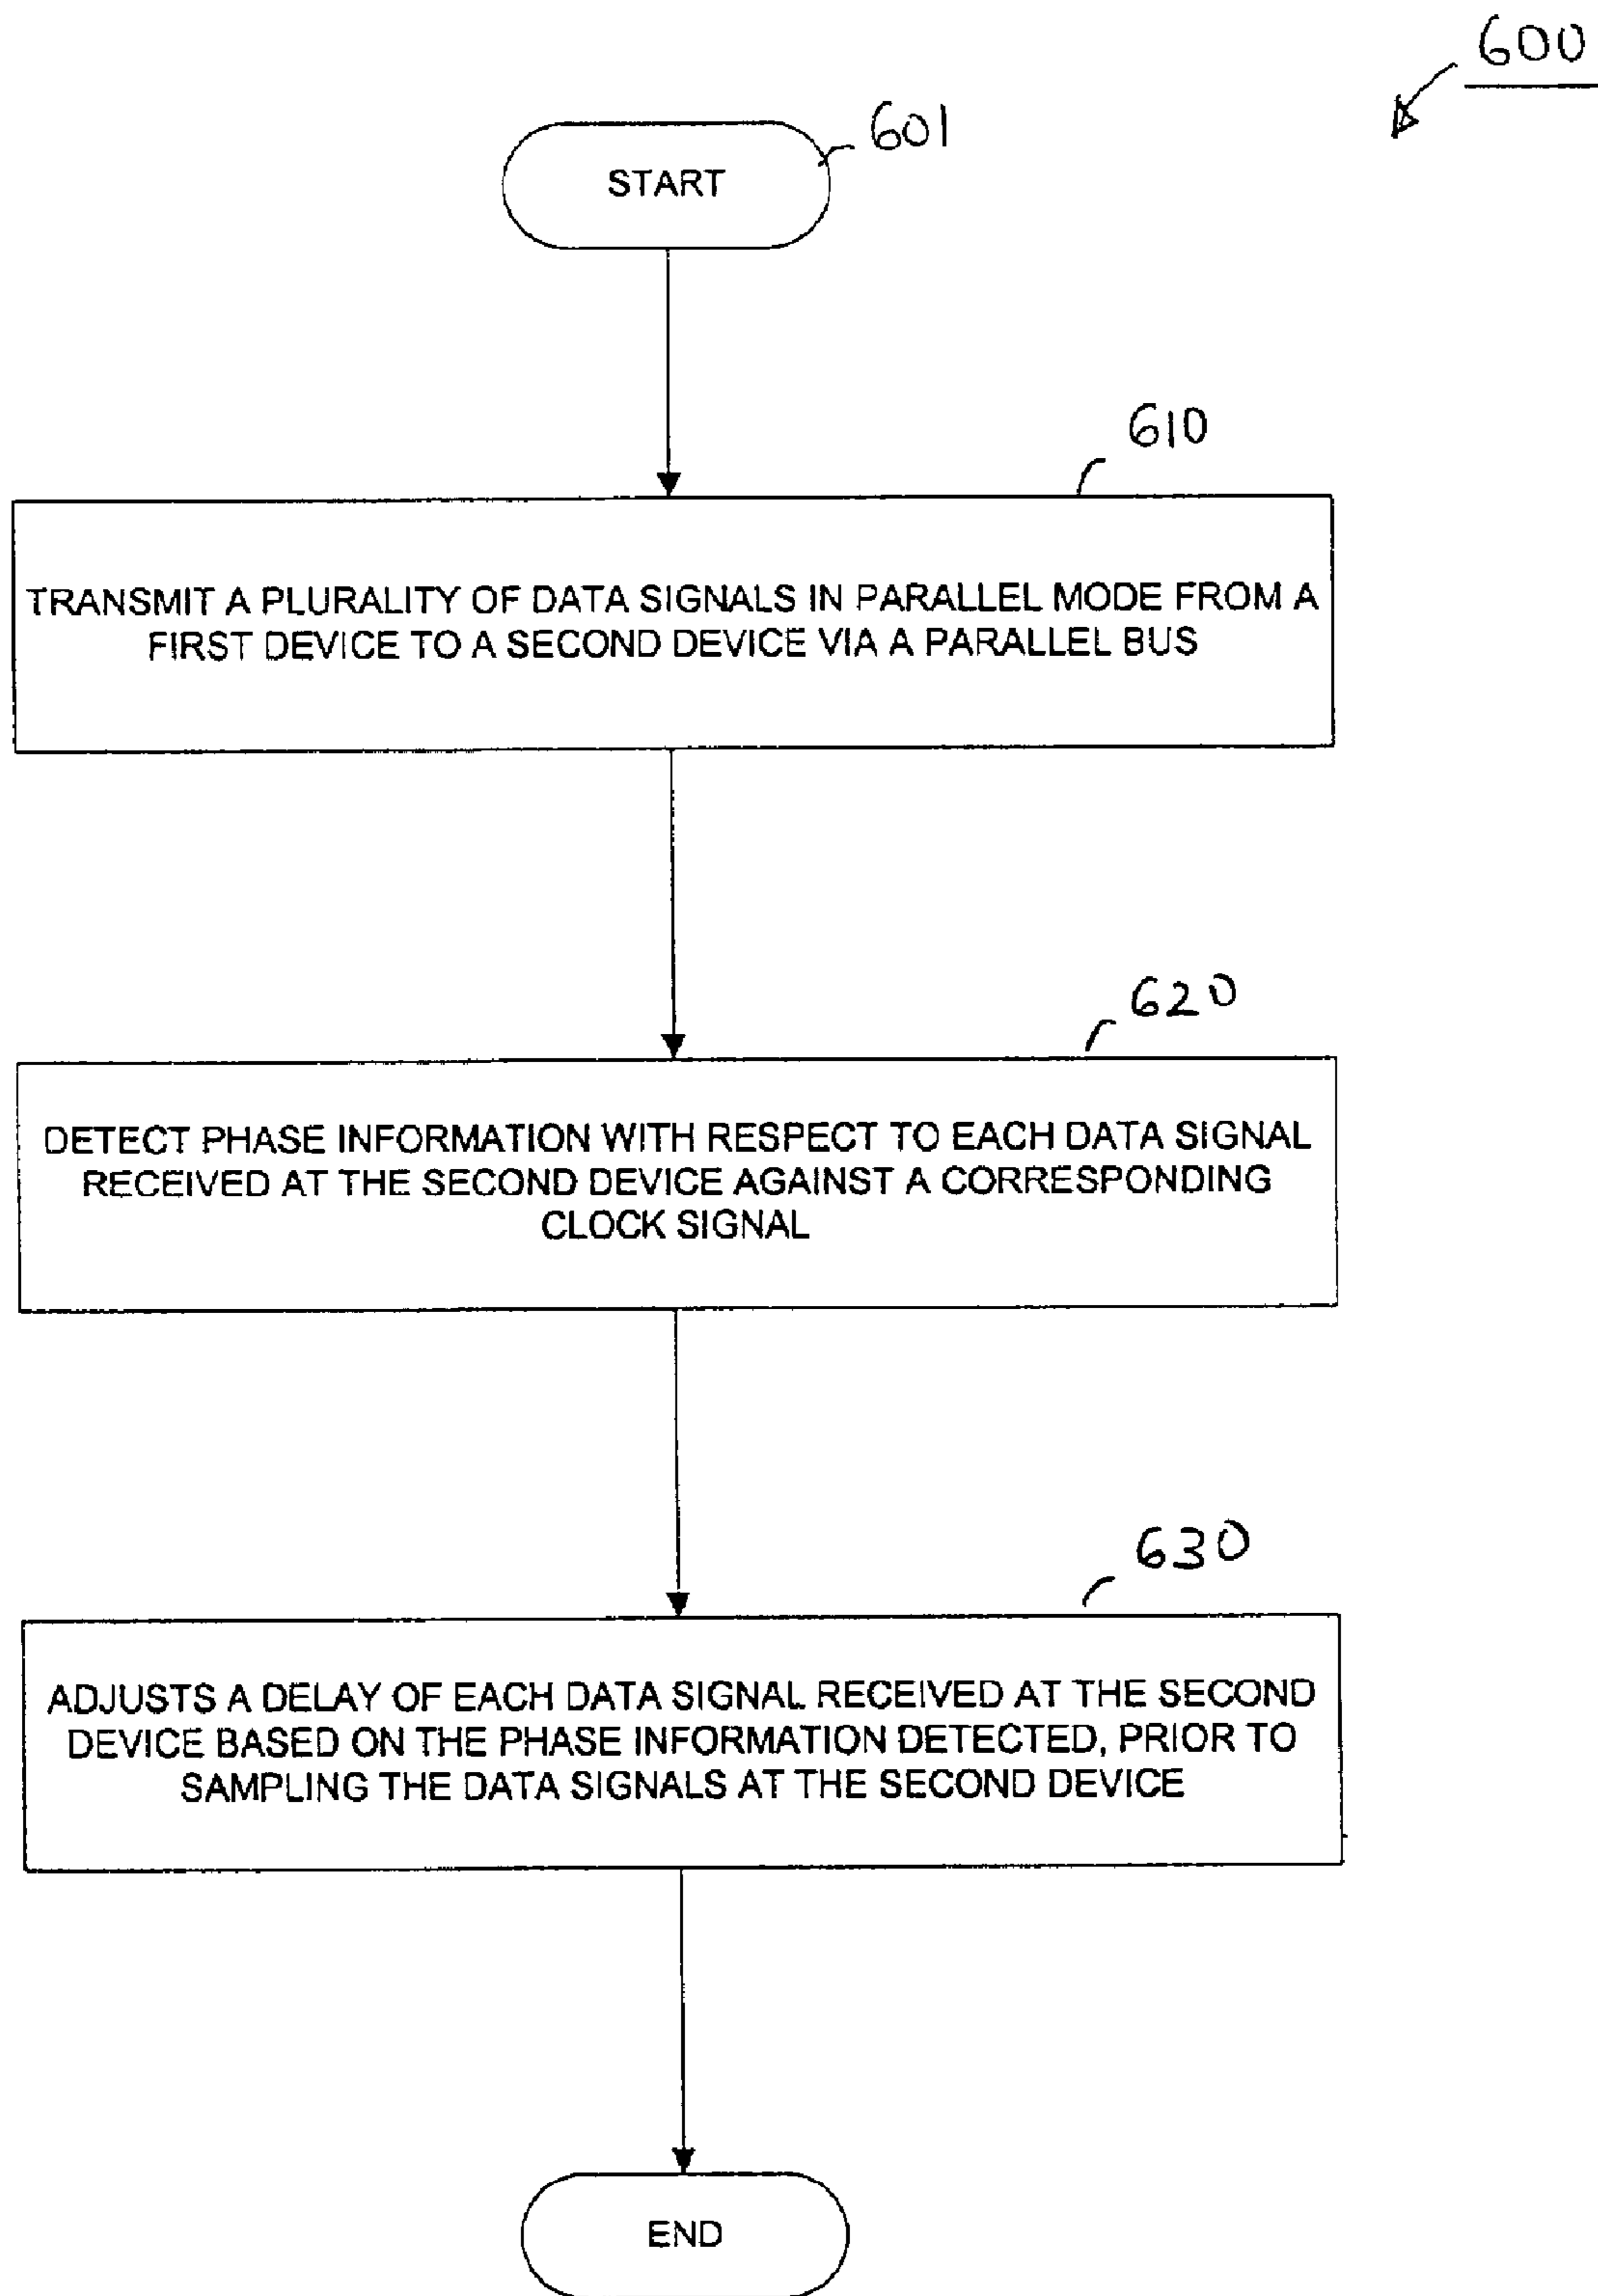 600
601
START
610
TRANSMIT A PLURALITY OF DATA SIGNALS IN PARALLEL MODE FROM A
FIRST DEVICE TO A SECOND DEVICE VIA A PARALLEL BUS
620
DETECT PHASE INFORMATION WITH RESPECT TO EACH DATA SIGNAL
RECEIVED AT THE SECOND DEVICE AGAINST A CORRESPONDING
CLOCK SIGNAL
630
ADJUSTS A DELAY OF EACH DATA SIGNAL RECEIVED AT THE SECOND
DEVICE BASED ON THE PHASE INFORMATION DETECTED, PRIOR TO
SAMPLING THE DATA SIGNALS AT THE SECOND DEVICE
END